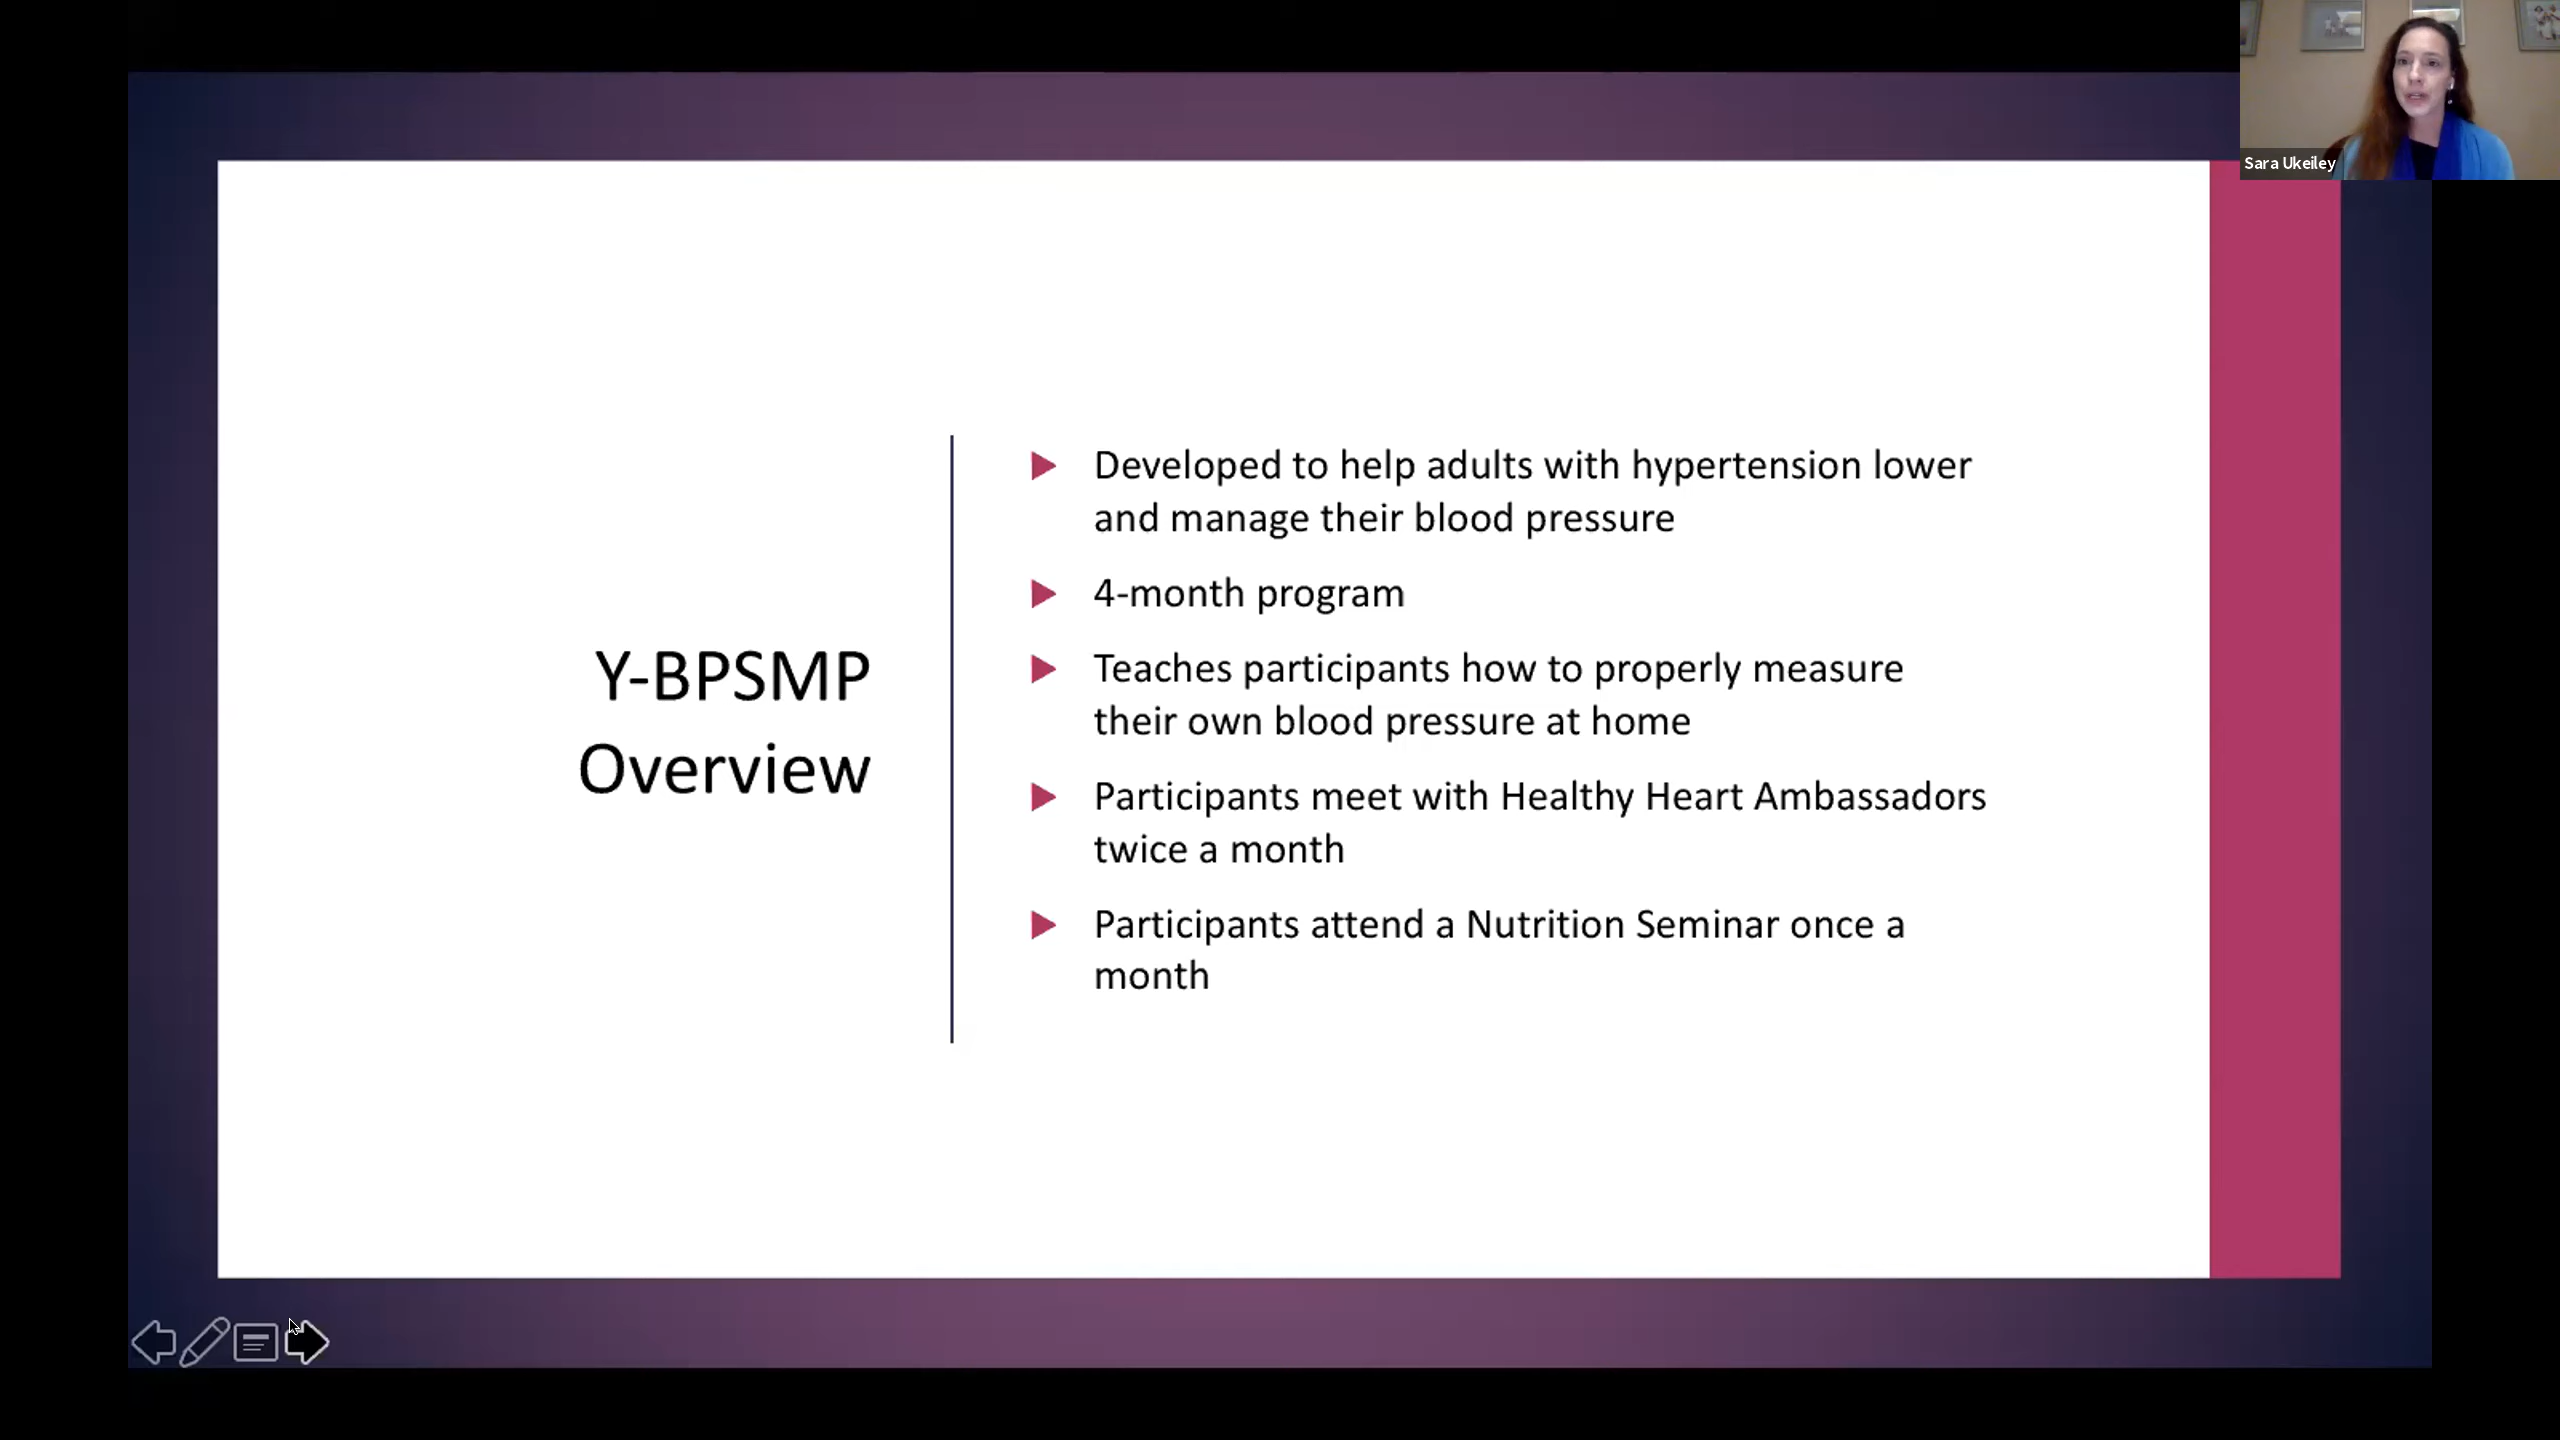 Sara Ukeiley
Y-BPSMP
Overview
Developed to help adults with hypertension lower
and manage their blood pressure
4-month program
Teaches participants how to properly measure
their own blood pressure at home
Participants meet with Healthy Heart Ambassadors
twice a month
Participants attend a Nutrition Seminar once a
month